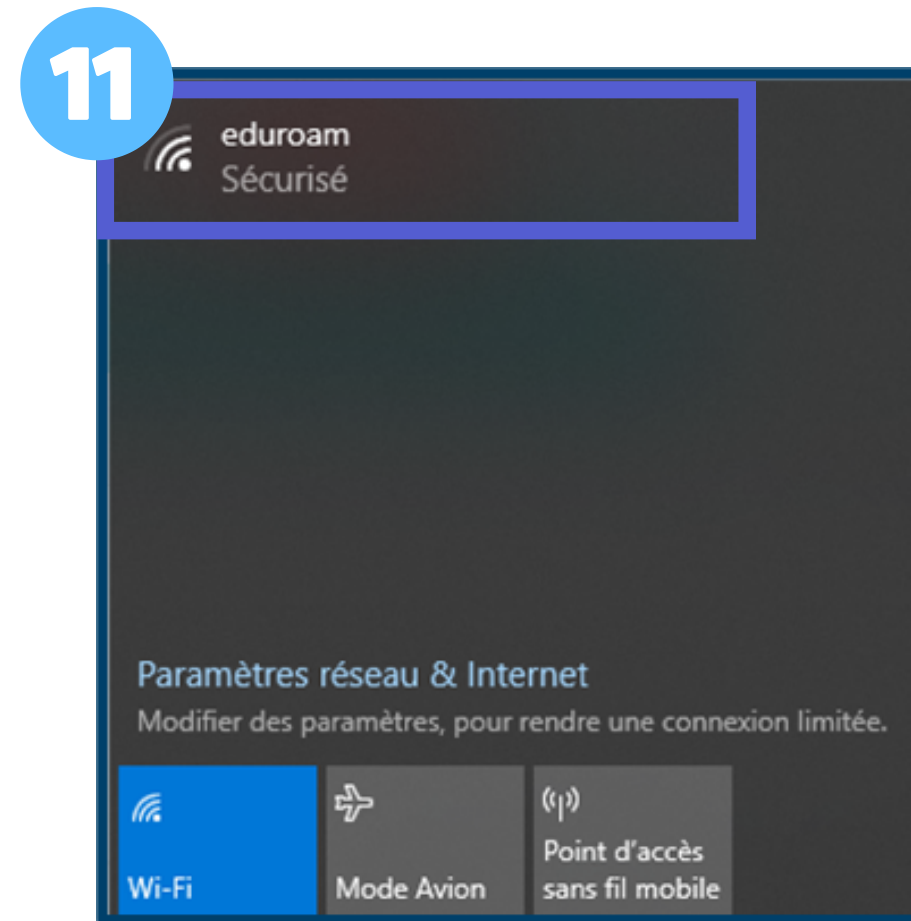 11
eduroam
Sécurisé
Paramètres réseau & Internet
Modifier des paramètres, pour rendre une connexion limitée.
Wi-Fi
Mode Avion
Point d'accès
sans fil mobile